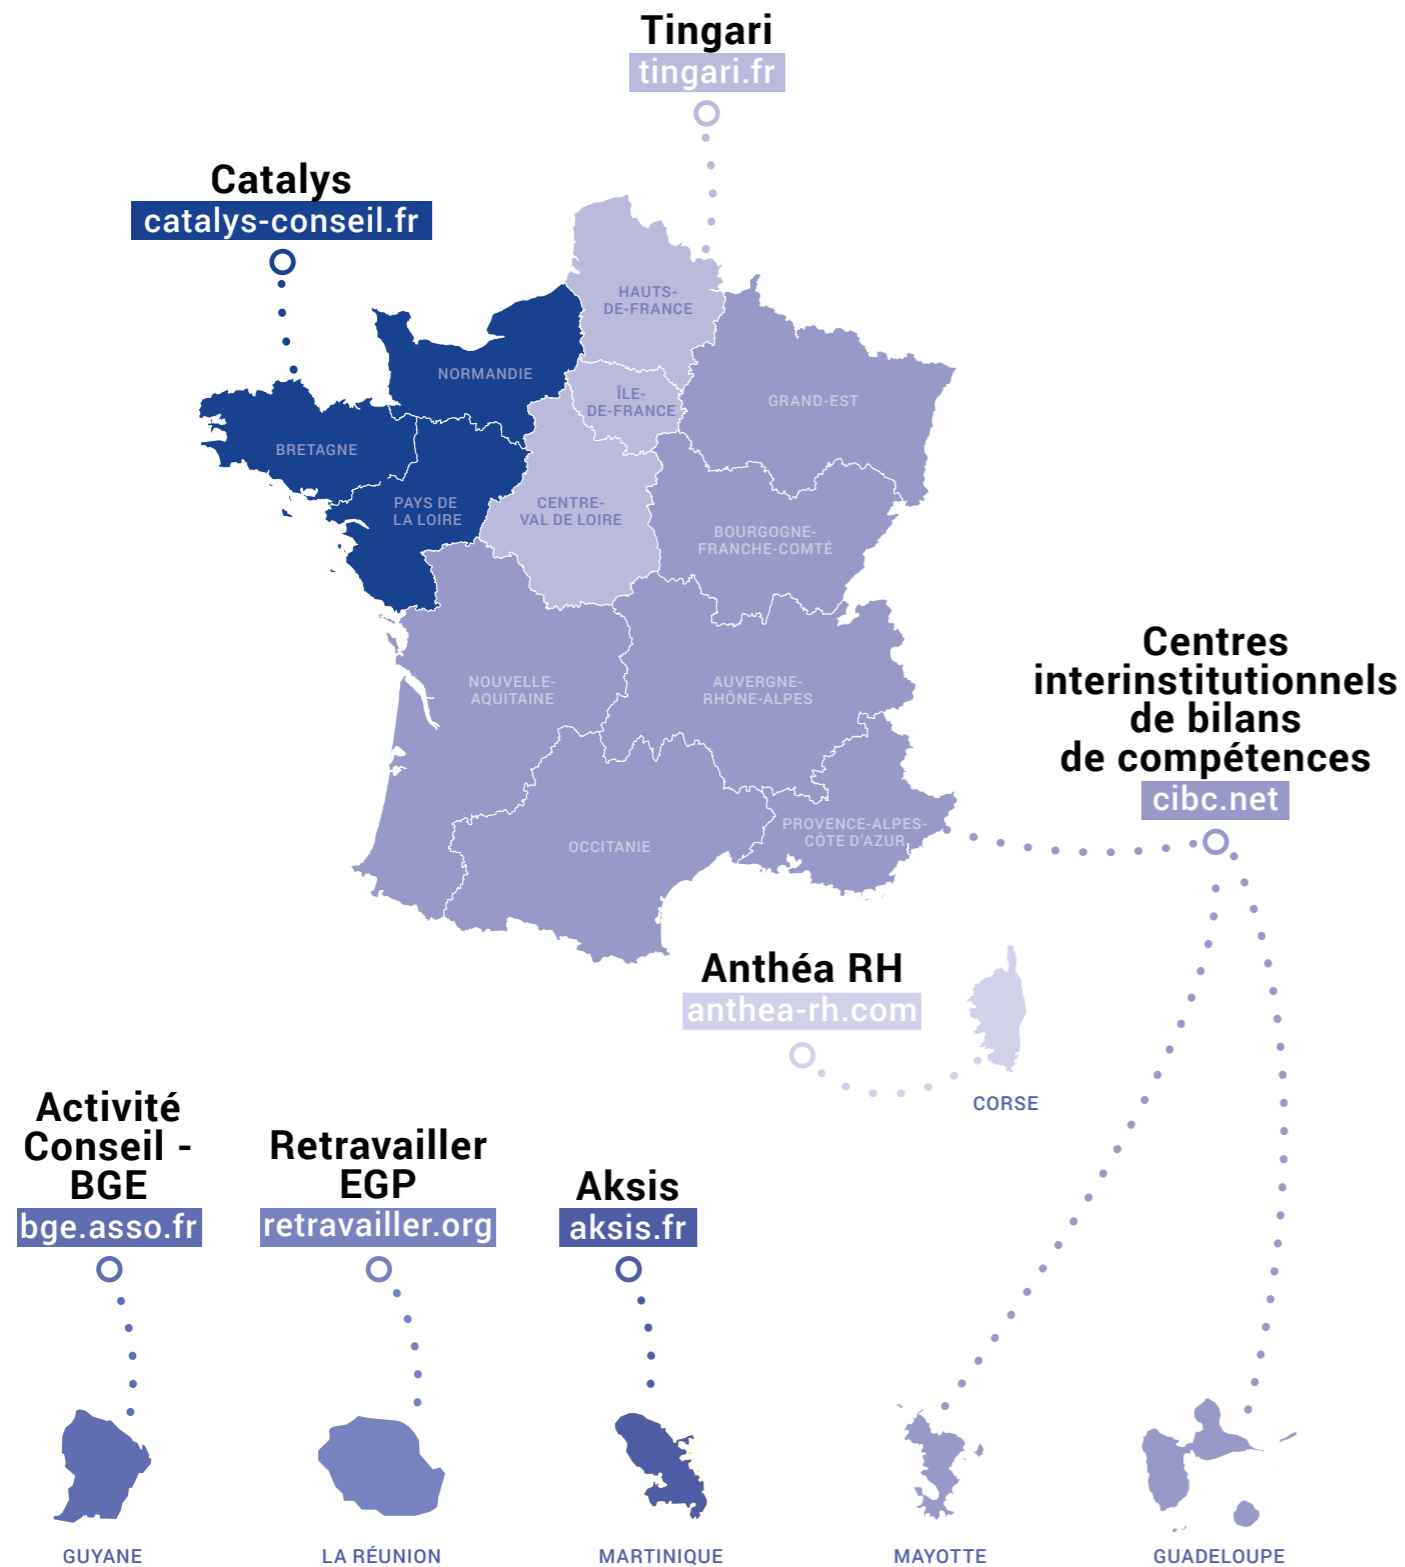 Tingari
tingari.fr
Catalys
catalys-conseil.fr
HAUTS-
DE-FRANCE
NORMANDIE
ÎLE-
DE-FRANCE
GRAND-EST
BRETAGNE
PAYS DE
LA LOIRE
CENTRE-
VAL DE LOIRE
BOURGOGNE-
FRANCHE-COMTÉ
NOUVELLE-
AQUITAINE
AUVERGNE-
RHÔNE-ALPES
Centres
interinstitutionnels
de bilans
de compétences
cibc.net
PROVENCE-ALPES-
CÔTE D'AZUR
OCCITANIE
Anthéa RH
anthea-rh.com
CORSE
Activité
Conseil -
BGE
bge.asso.fr
Retravailler
EGP
retravailler.org
Aksis
aksis.fr
GUYANE
LA RÉUNION
MARTINIQUE
MAYOTTE
GUADELOUPE